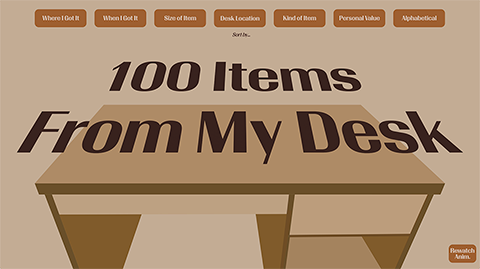 Where I Got It
When I Got It
Size of Item
Desk Location
Kind of Item
Personal Value
Alphabetical
Sort by...
100 Items
From My Desk
Rewatch
Anim.